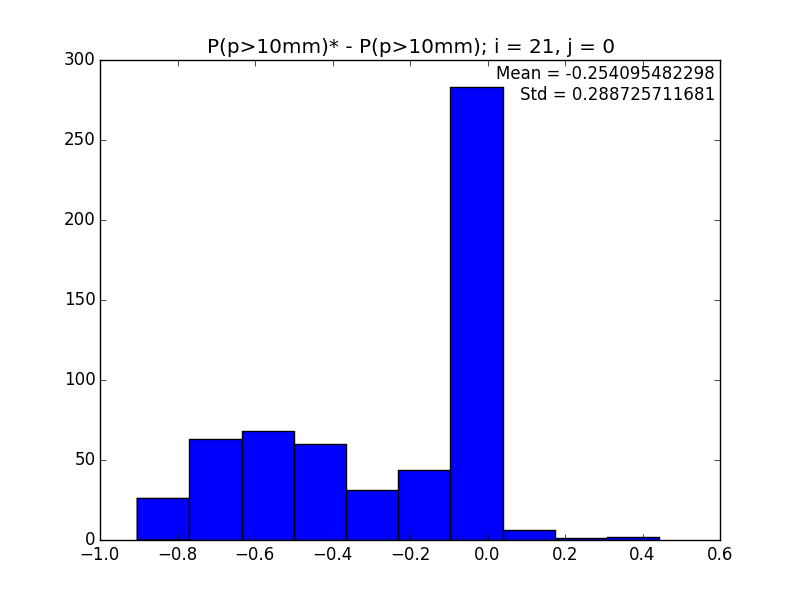 P(p>10mm)* - P(p>10mm); i = 21, j = 0
Mean = -0.254095482298
Std = 0.288725711681
300
250
200
150
100
50
0
−1.0 −0.8 −0.6 −0.4 −0.2 0.0 0.2 0.4 0.6